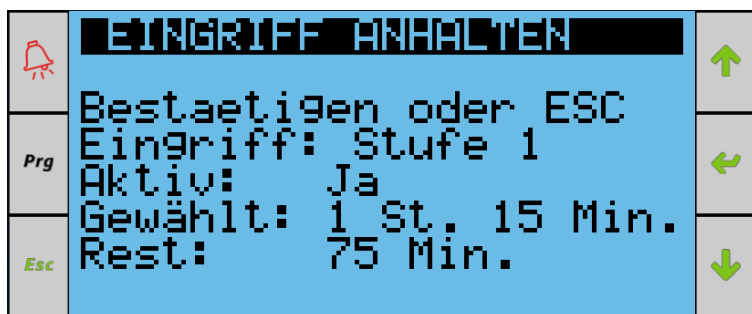 EINGRIFF ANHALTEN
Bestaetigen oder ESC
Eingriff: Stufe 1
Aktiv: Ja
Gewählt: 1 St. 15 Min.
Rest: 75 Min.
Prg
Esc